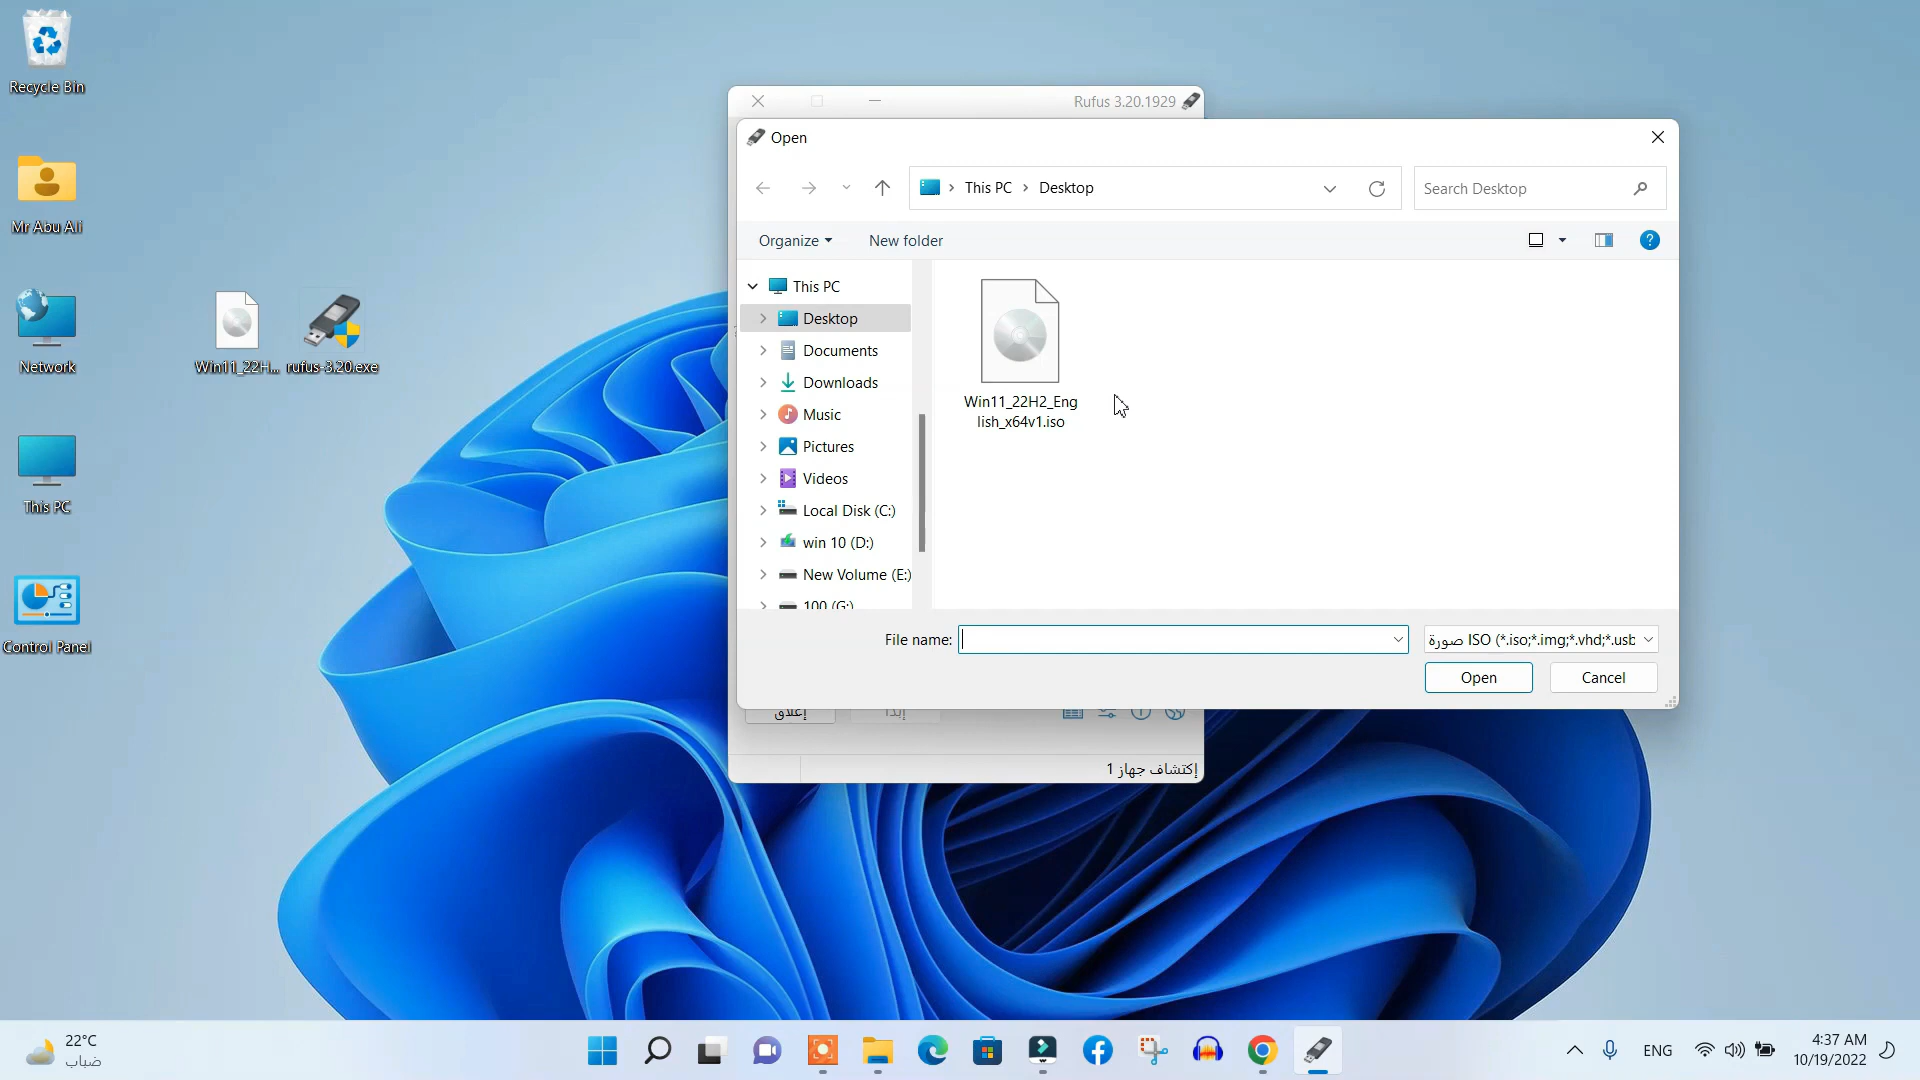 Recycle Bin
Mr Abu Ali
Network
This PC
Control Panel
Win11_22H...
rufus-3.20.exe
Rufus 3.20.1929
Open
This PC
Desktop
Search Desktop
Organize
New folder
This PC
Desktop
Documents
Downloads
Music
Pictures
Videos
Local Disk (C:)
win 10 (D:)
New Volume (E:)
100 (G:)
Win11_22H2_Eng
lish_x64v1.iso
File name:
صورة ISO (*.iso;*.img;*.vhd;*.usb
Open
Cancel
إغلاق
إبدأ
إكتشاف جهاز 1
22°C
ضباب
ENG
4:37 AM
10/19/2022